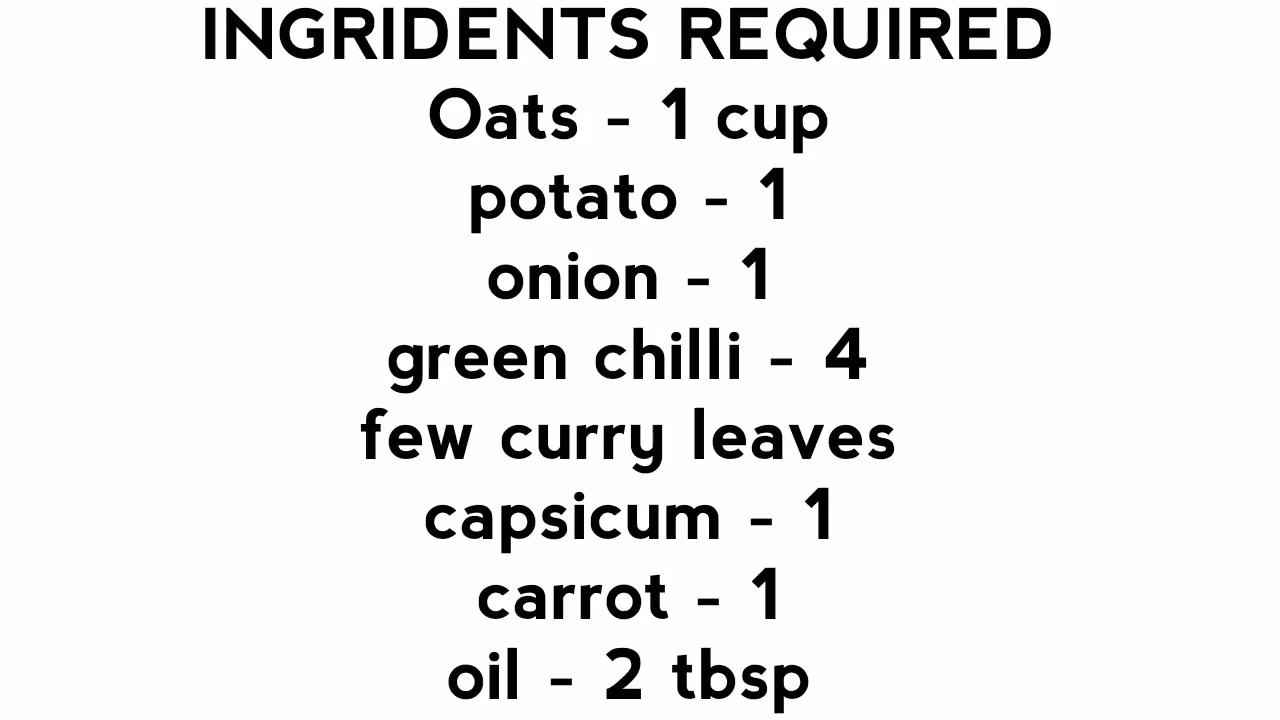 INGRIDENTS REQUIRED
Oats - 1 cup
potato - 1
onion - 1
green chilli - 4
few curry leaves
capsicum - 1
carrot - 1
oil - 2 tbsp